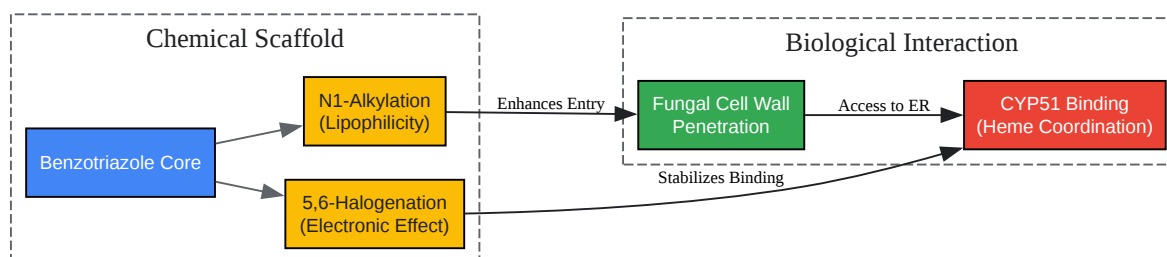 Chemical Scaffold
Biological Interaction
Benzotriazole Core
N1-Alkylation
(Lipophilicity)
5,6-Halogenation
(Electronic Effect)
Enhances Entry
Fungal Cell Wall
Penetration
Access to ER
CYP51 Binding
(Heme Coordination)
Stabilizes Binding